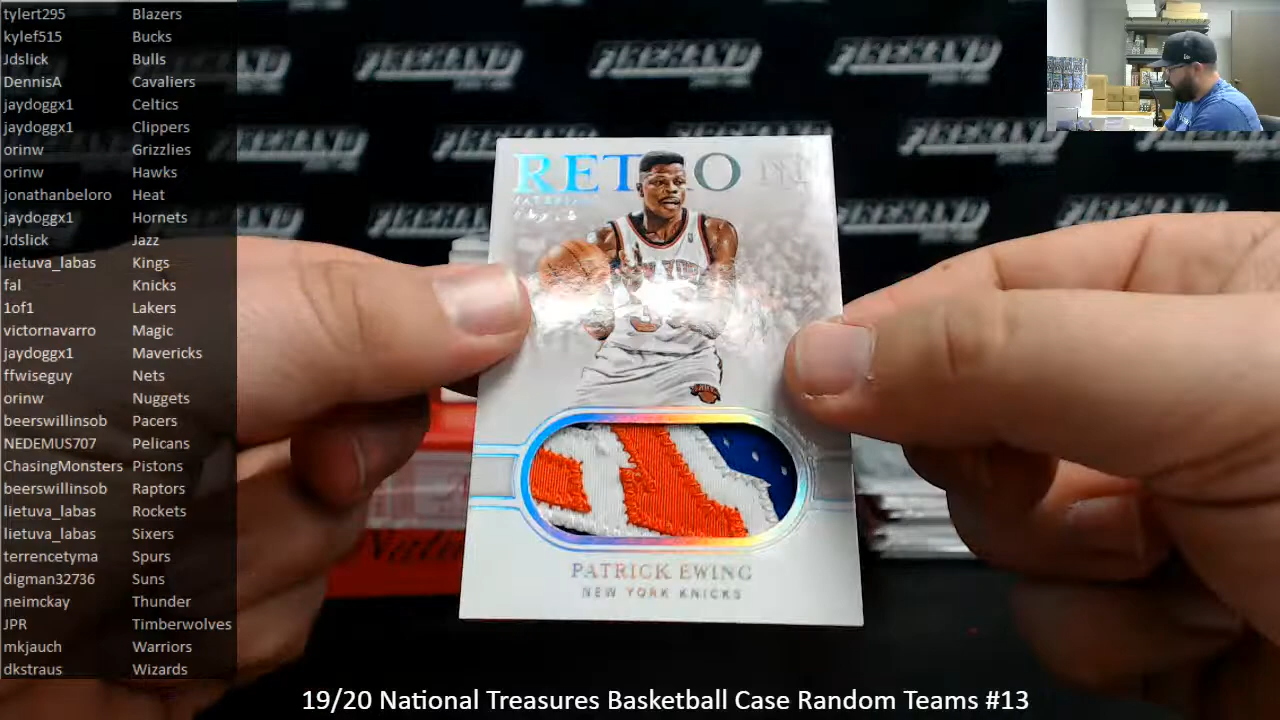 tylert295 Blazers
kylef515 Bucks
Jdslick Bulls
DennisA Cavaliers
jaydoggx1 Celtics
jaydoggx1 Clippers
orinw Grizzlies
orinw Hawks
jonathanbeloro Heat
jaydoggx1 Hornets
Jdslick Jazz
lietuva_labas Kings
fal Knicks
1of1 Lakers
victornavarro Magic
jaydoggx1 Mavericks
ffwiseguy Nets
orinw Nuggets
beerswillinsob Pacers
NEDEMUS707 Pelicans
ChasingMonsters Pistons
beerswillinsob Raptors
lietuva_labas Rockets
lietuva_labas Sixers
terrencetyma Spurs
digman32736 Suns
neimckay Thunder
JPR Timberwolves
mkjauch Warriors
dkstraus Wizards
RETRO
PATRICK EWING
NEW YORK KNICKS
19/20 National Treasures Basketball Case Random Teams #13